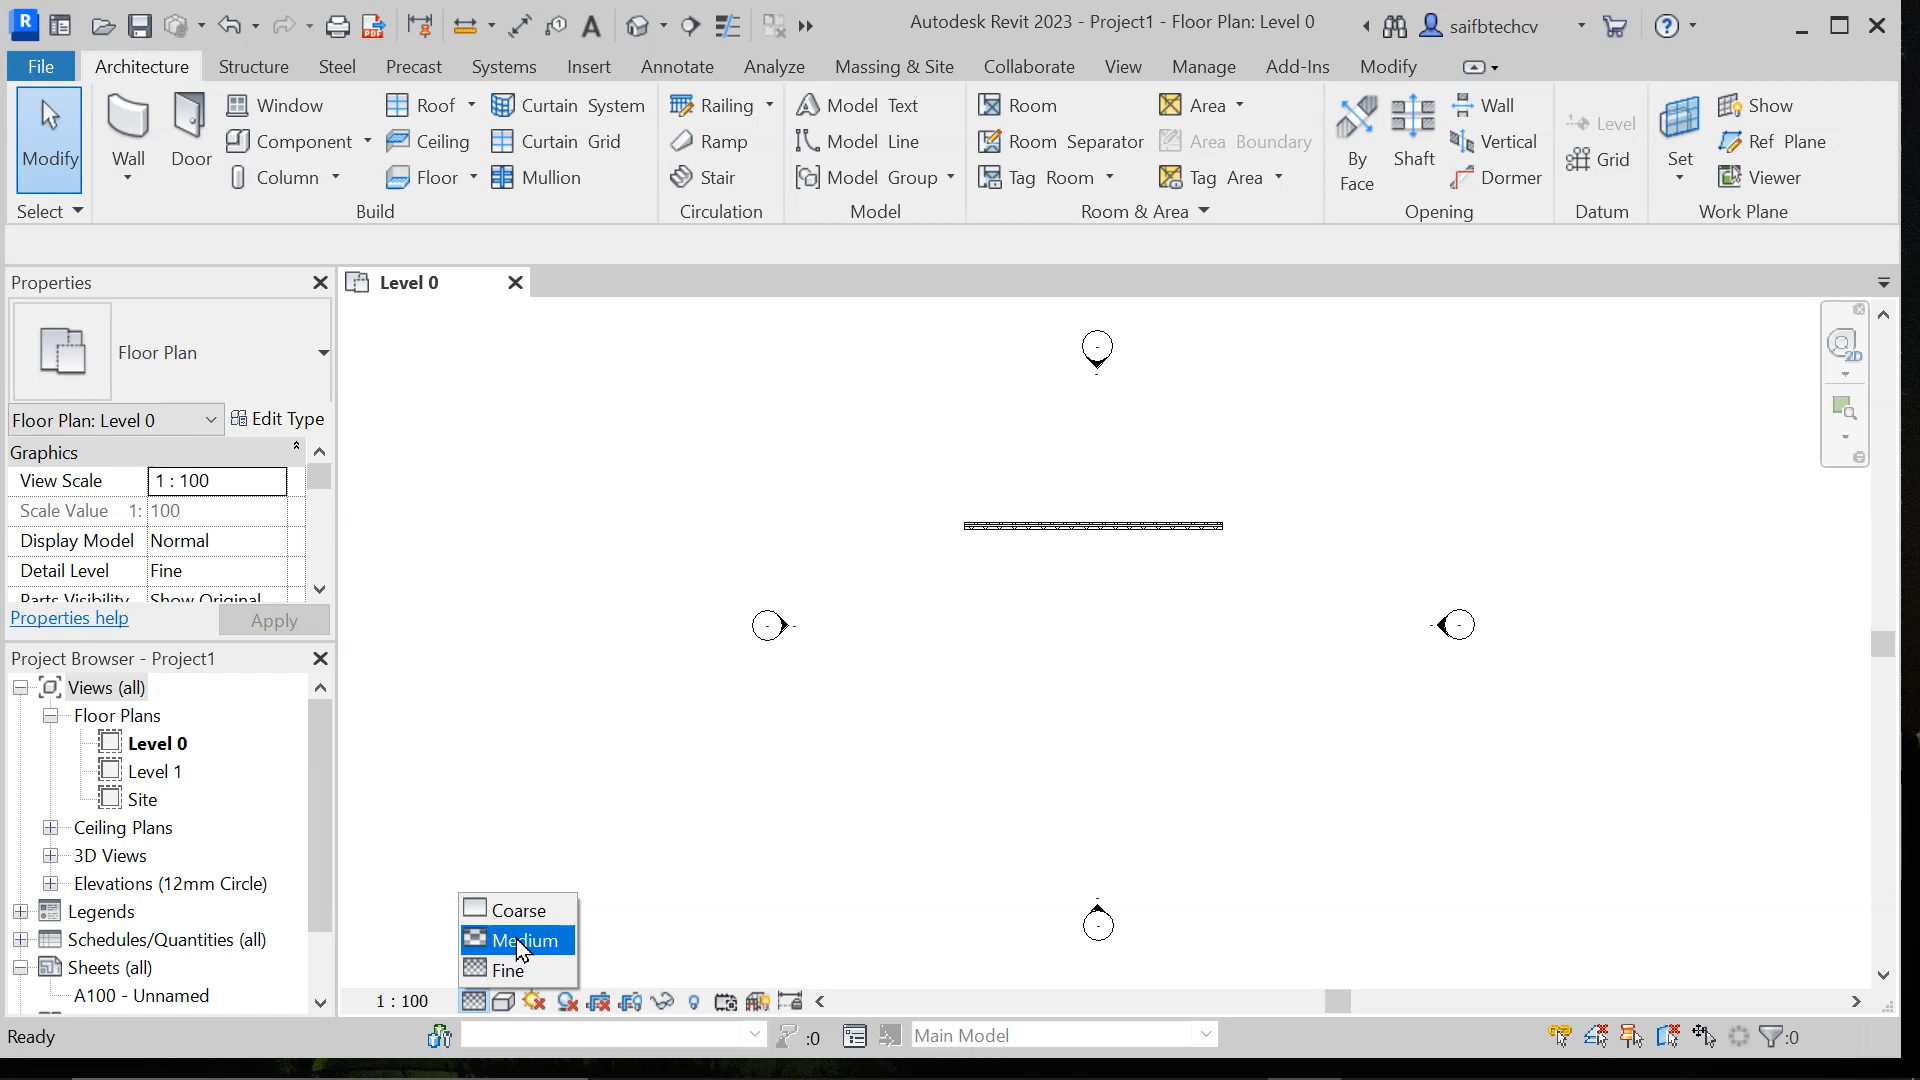 Autodesk Revit 2023 - Project1 - Floor Plan: Level 0
saifbtechcv
File Architecture Structure Steel Precast Systems Insert Annotate Analyze Massing & Site Collaborate View Manage Add-Ins Modify
Modify
Select
Wall
Door
Window
Component
Column
Roof
Ceiling
Floor
Curtain System
Curtain Grid
Mullion
Build
Railing
Ramp
Stair
Circulation
Model Text
Model Line
Model Group
Model
Room
Room Separator
Tag Room
Area
Area Boundary
Tag Area
Room & Area
By
Face
Shaft
Wall
Vertical
Dormer
Opening
Level
Grid
Datum
Set
Show
Ref Plane
Viewer
Work Plane
Properties
Floor Plan
Floor Plan: Level 0
Edit Type
Graphics
View Scale 1 : 100
Scale Value 1: 100
Display Model Normal
Detail Level Fine
Parts Visibility Show Original
Properties help
Apply
Project Browser - Project1
Views (all)
Floor Plans
Level 0
Level 1
Site
Ceiling Plans
3D Views
Elevations (12mm Circle)
Legends
Schedules/Quantities (all)
Sheets (all)
A100 - Unnamed
Level 0
2D
Coarse
Medium
Fine
1 : 100
Ready
:0
Main Model
:0